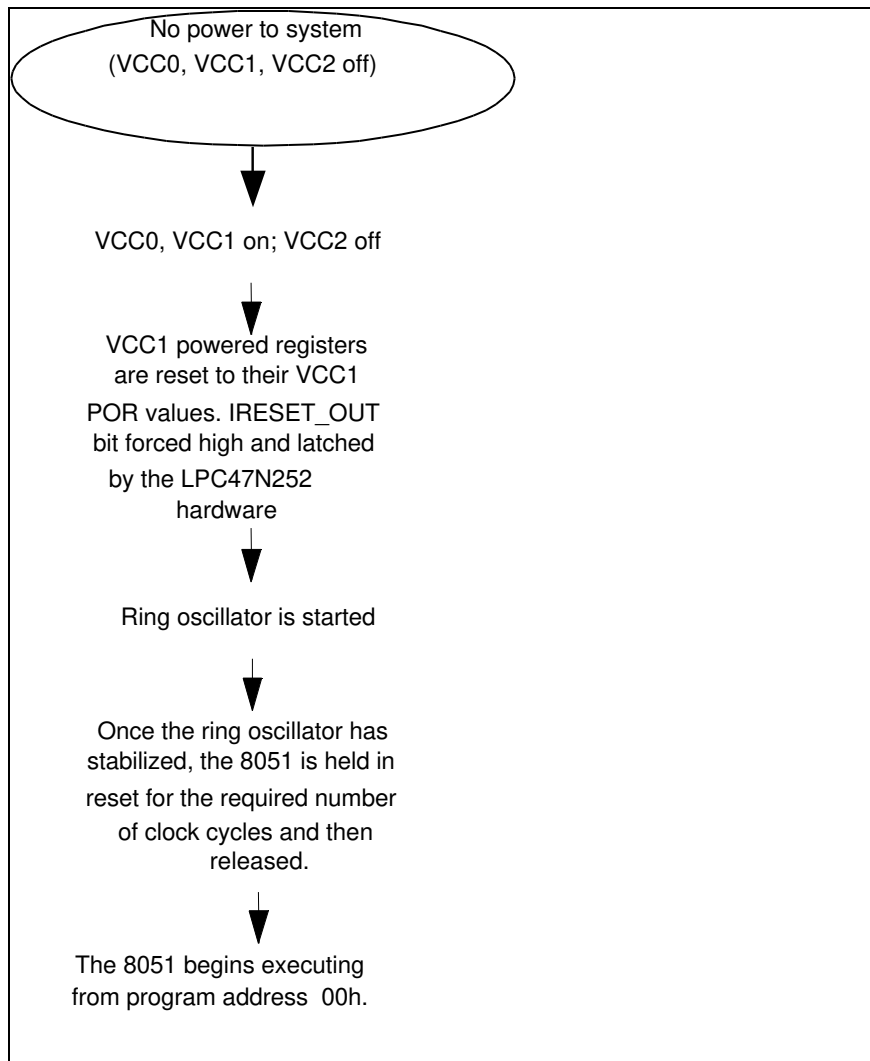 No power to system
(VCC0, VCC1, VCC2 off)
VCC0, VCC1 on; VCC2 off
VCC1 powered registers
are reset to their VCC1
POR values. IRESET_OUT
bit forced high and latched
by the LPC47N252
hardware
Ring oscillator is started
Once the ring oscillator has
stabilized, the 8051 is held in
reset for the required number
of clock cycles and then
released.
The 8051 begins executing
from program address  00h.